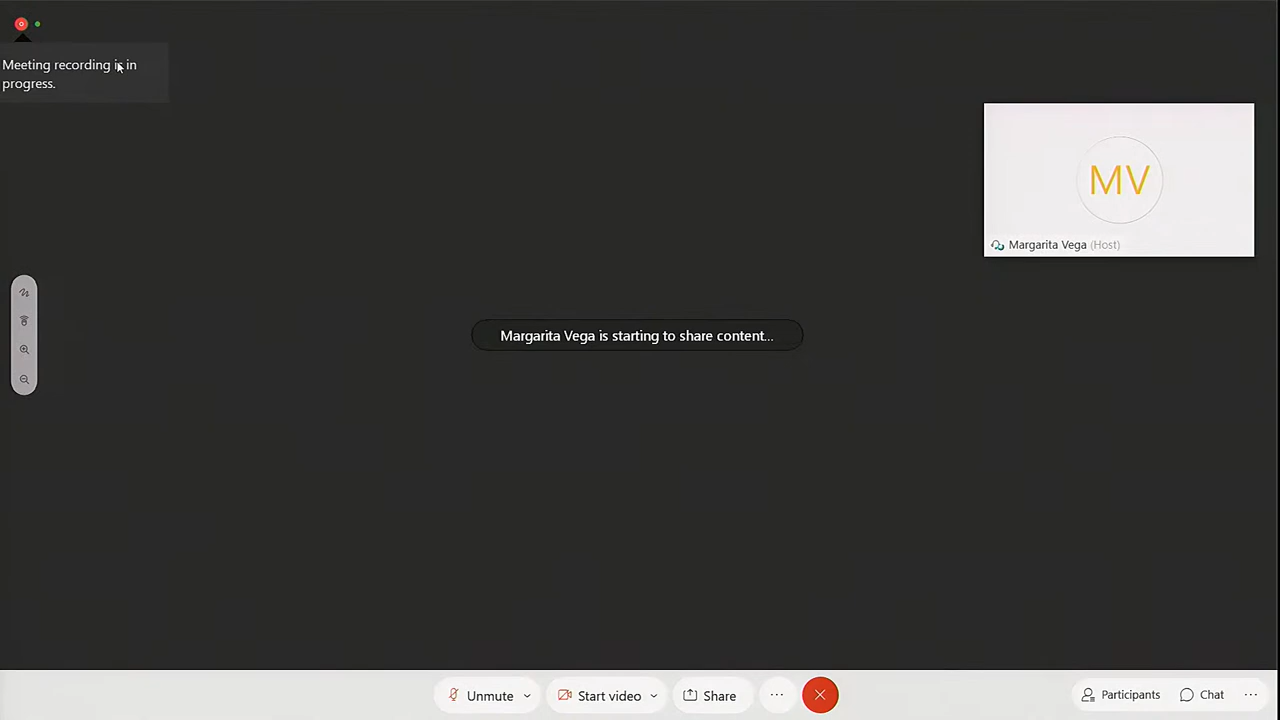 Meeting recording is in
progress.
MV
Margarita Vega (Host)
Margarita Vega is starting to share content...
Unmute
Start video
Share
Participants
Chat